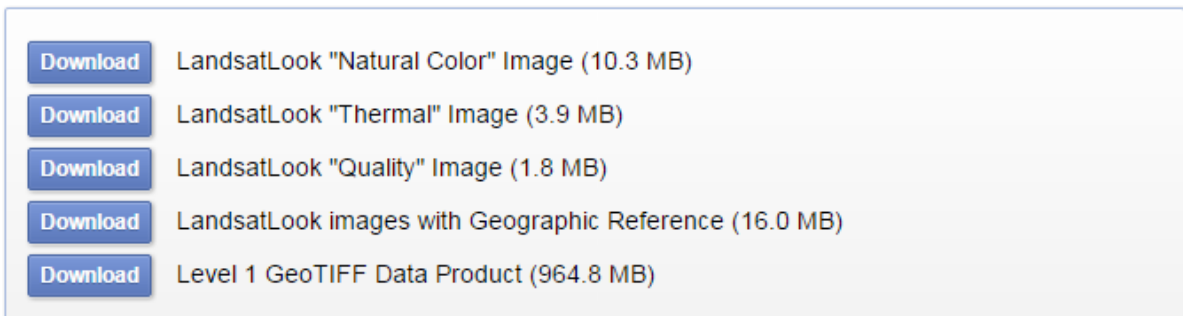 Download LandsatLook "Natural Color" Image (10.3 MB)
Download LandsatLook "Thermal" Image (3.9 MB)
Download LandsatLook "Quality" Image (1.8 MB)
Download LandsatLook images with Geographic Reference (16.0 MB)
Download Level 1 GeoTIFF Data Product (964.8 MB)